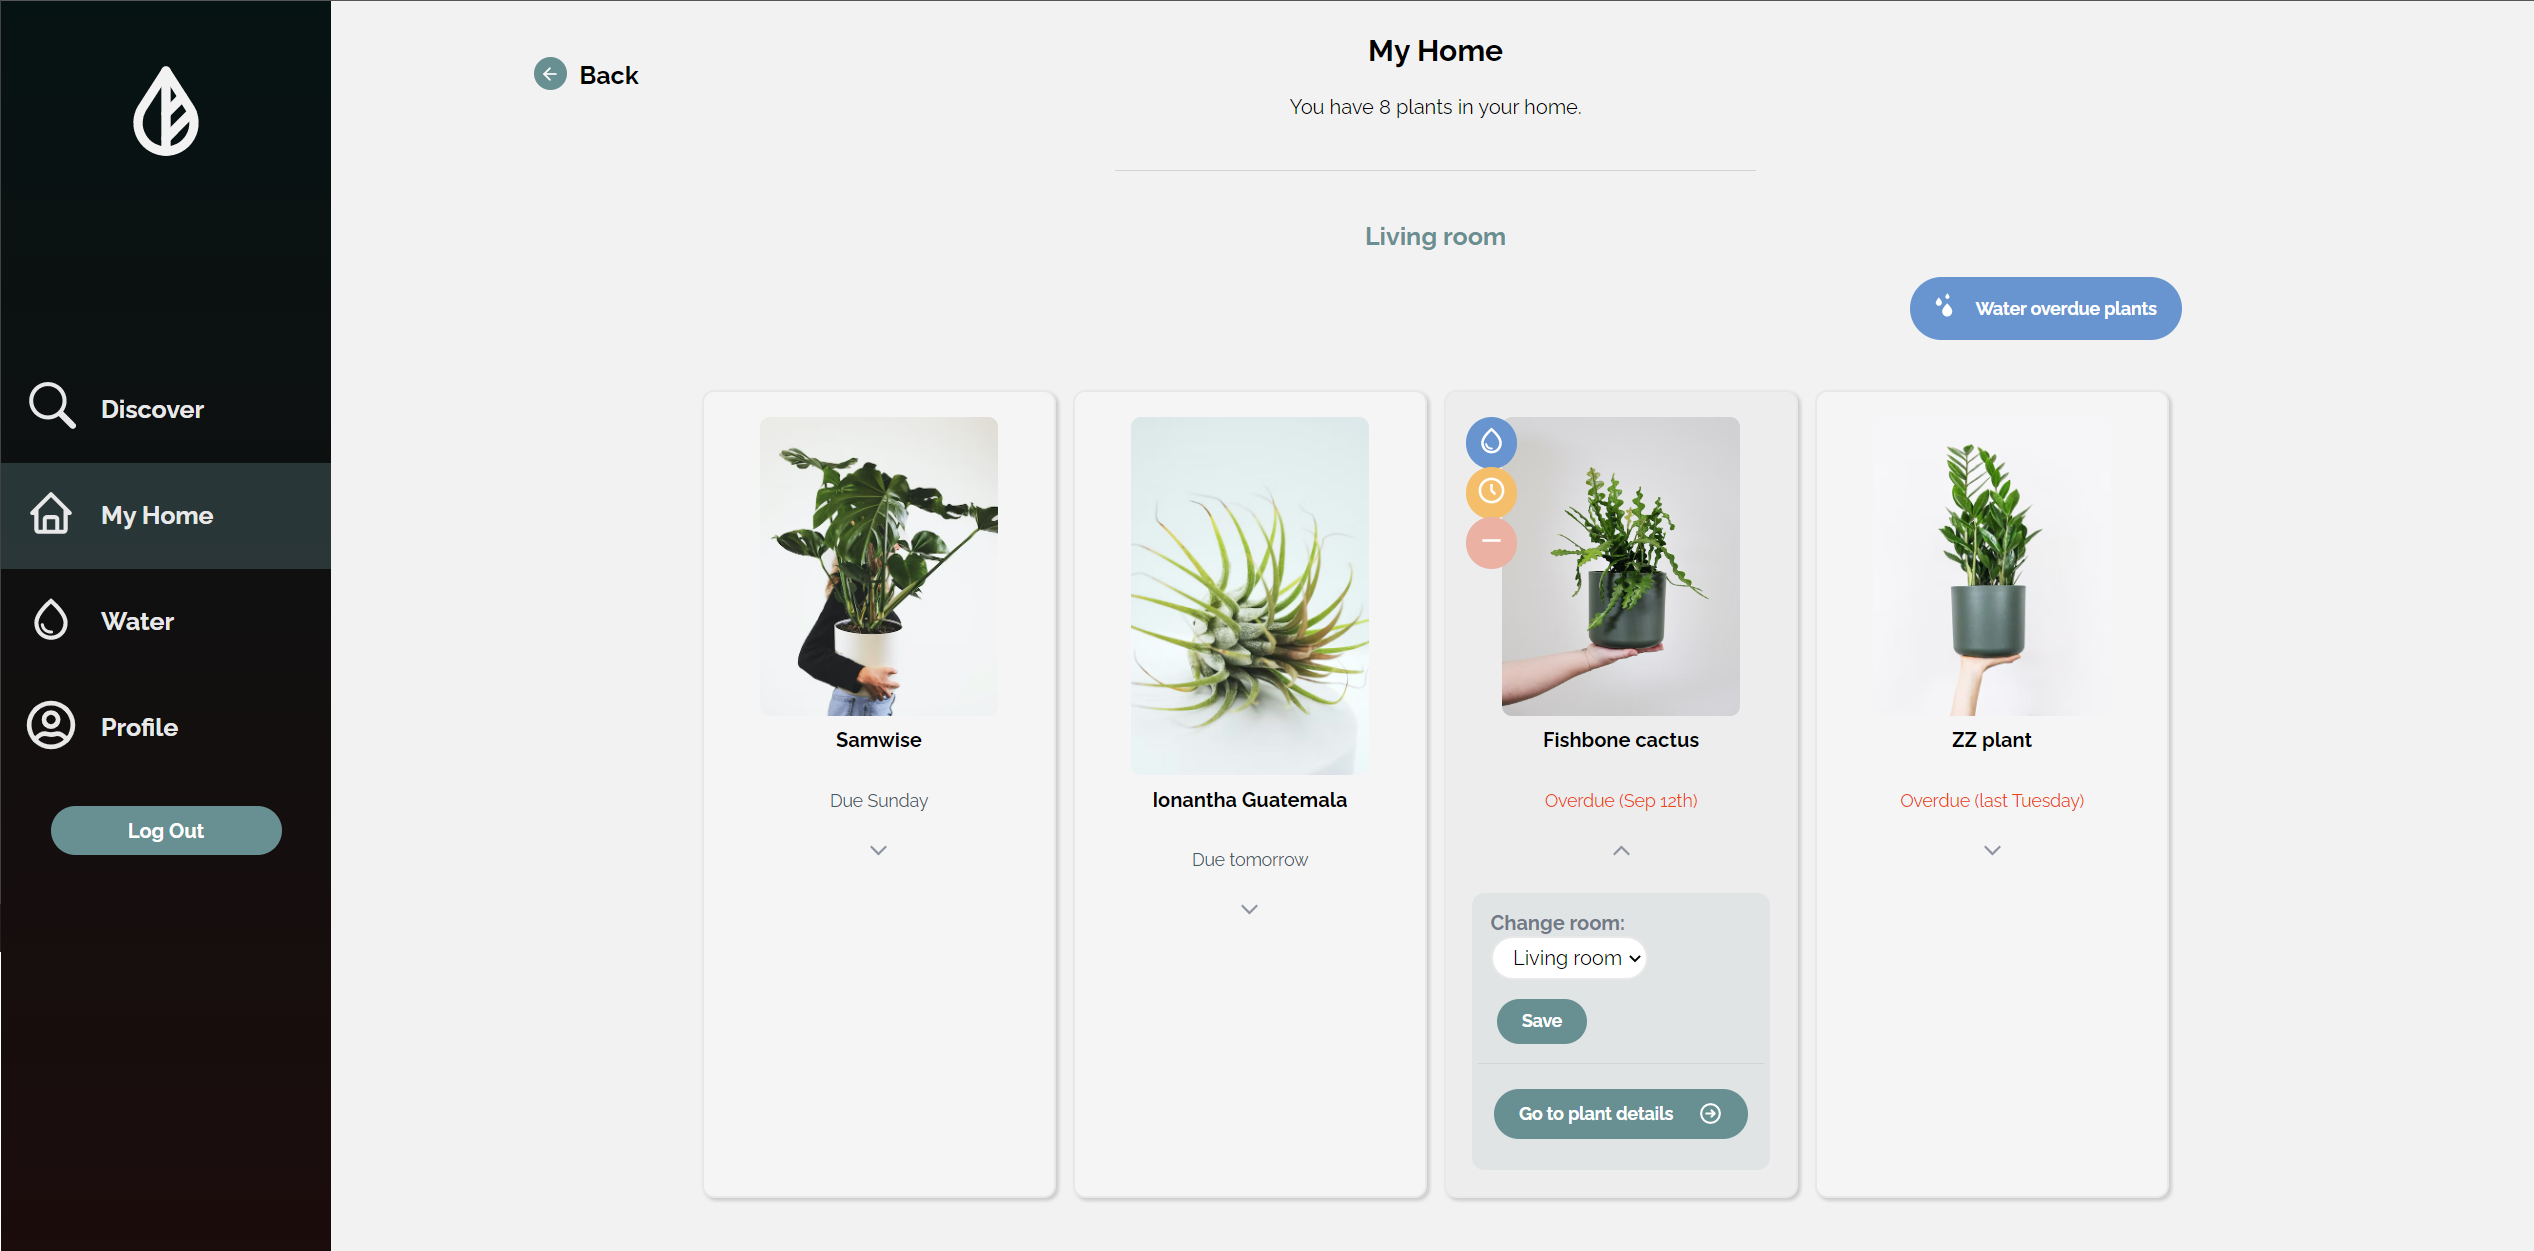 Back
My Home
You have 8 plants in your home.
Living room
Water overdue plants
Discover
My Home
Water
Profile
Log Out
Samwise
Due Sunday
Ionantha Guatemala
Due tomorrow
Fishbone cactus
Overdue (Sep 12th)
Change room:
Living room
Save
Go to plant details
ZZ plant
Overdue (last Tuesday)